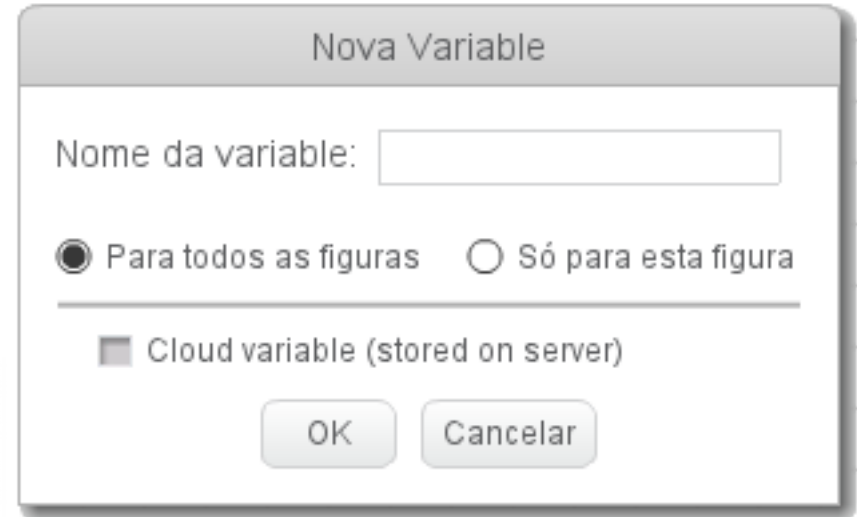 Nova Variable
Nome da variable:
Para todos as figuras Só para esta figura
Cloud variable (stored on server)
OK Cancelar